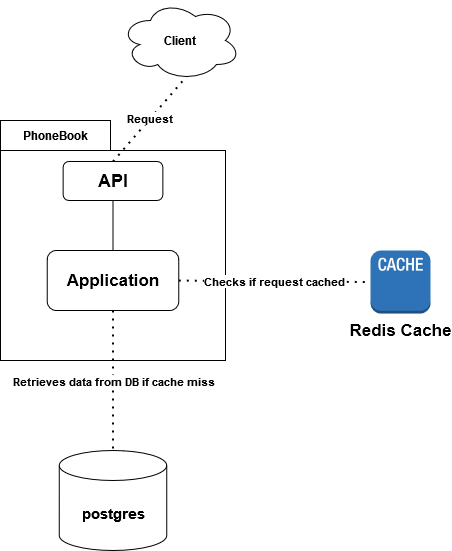 Client
Request
PhoneBook
API
Application
Checks if request cached
CACHE
Redis Cache
Retrieves data from DB if cache miss
postgres